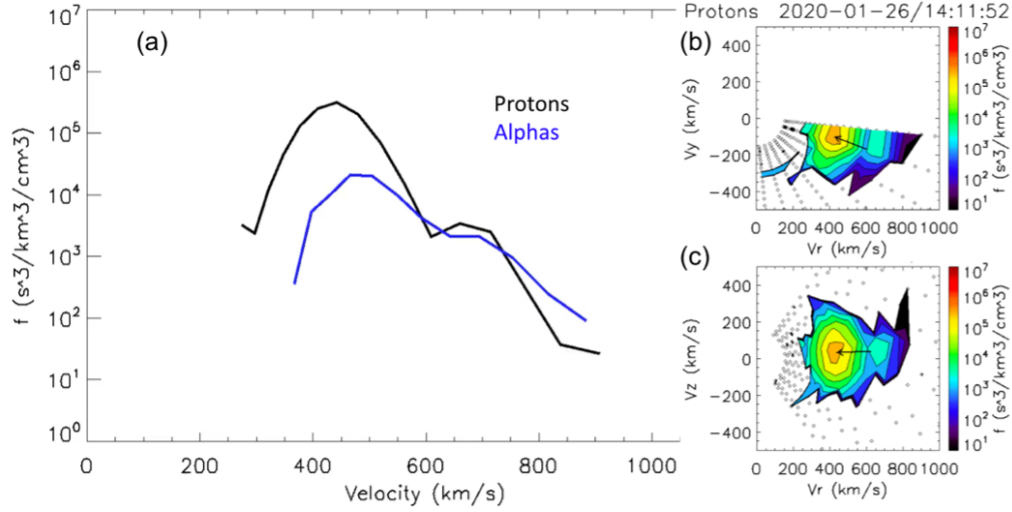 (a)
Protons
Alphas
10^7
10^6
10^5
10^4
10^3
10^2
10^1
10^0
f (s^3/km^3/cm^3)
0 200 400 600 800 1000
Velocity (km/s)
Protons 2020-01-26/14:11:52
(b)
400
200
0
-200
-400
Vy (km/s)
0 200 400 600 800 1000
Vr (km/s)
10^7
10^6
10^5
10^4
10^3
10^2
10^1
f (s^3/km^3/cm^3)
(c)
400
200
0
-200
-400
Vz (km/s)
0 200 400 600 800 1000
Vr (km/s)
10^7
10^6
10^5
10^4
10^3
10^2
10^1
f (s^3/km^3/cm^3)